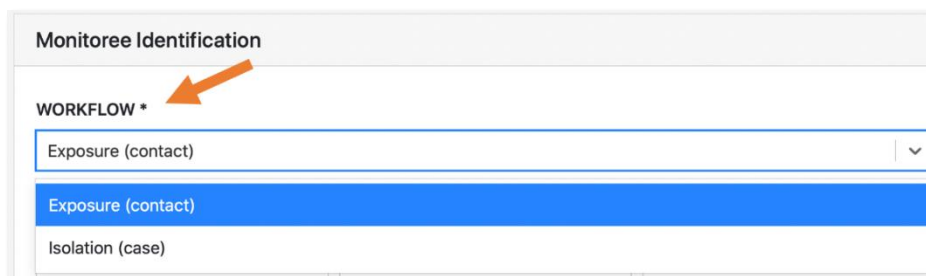 Monitoree Identification
WORKFLOW *
Exposure (contact)
Exposure (contact)
Isolation (case)